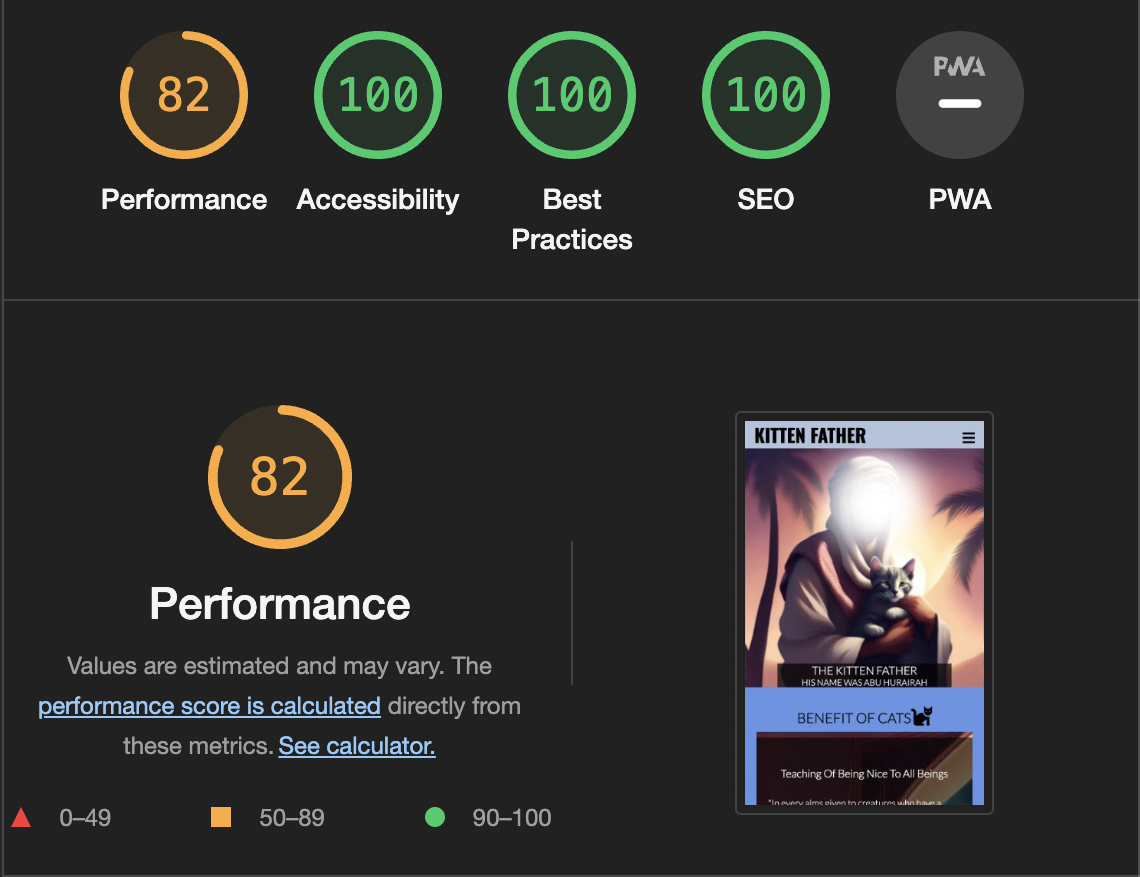 82
100
100
100
PWA
Performance
Accessibility
Best
Practices
SEO
PWA
82
Performance
Values are estimated and may vary. The
performance score is calculated directly from
these metrics. See calculator.
0–49
50–89
90–100
KITTEN FATHER
THE KITTEN FATHER
HIS NAME WAS ABU HURAIRAH
BENEFIT OF CATS
Teaching Of Being Nice To All Beings
"In every alms given to creatures who have a